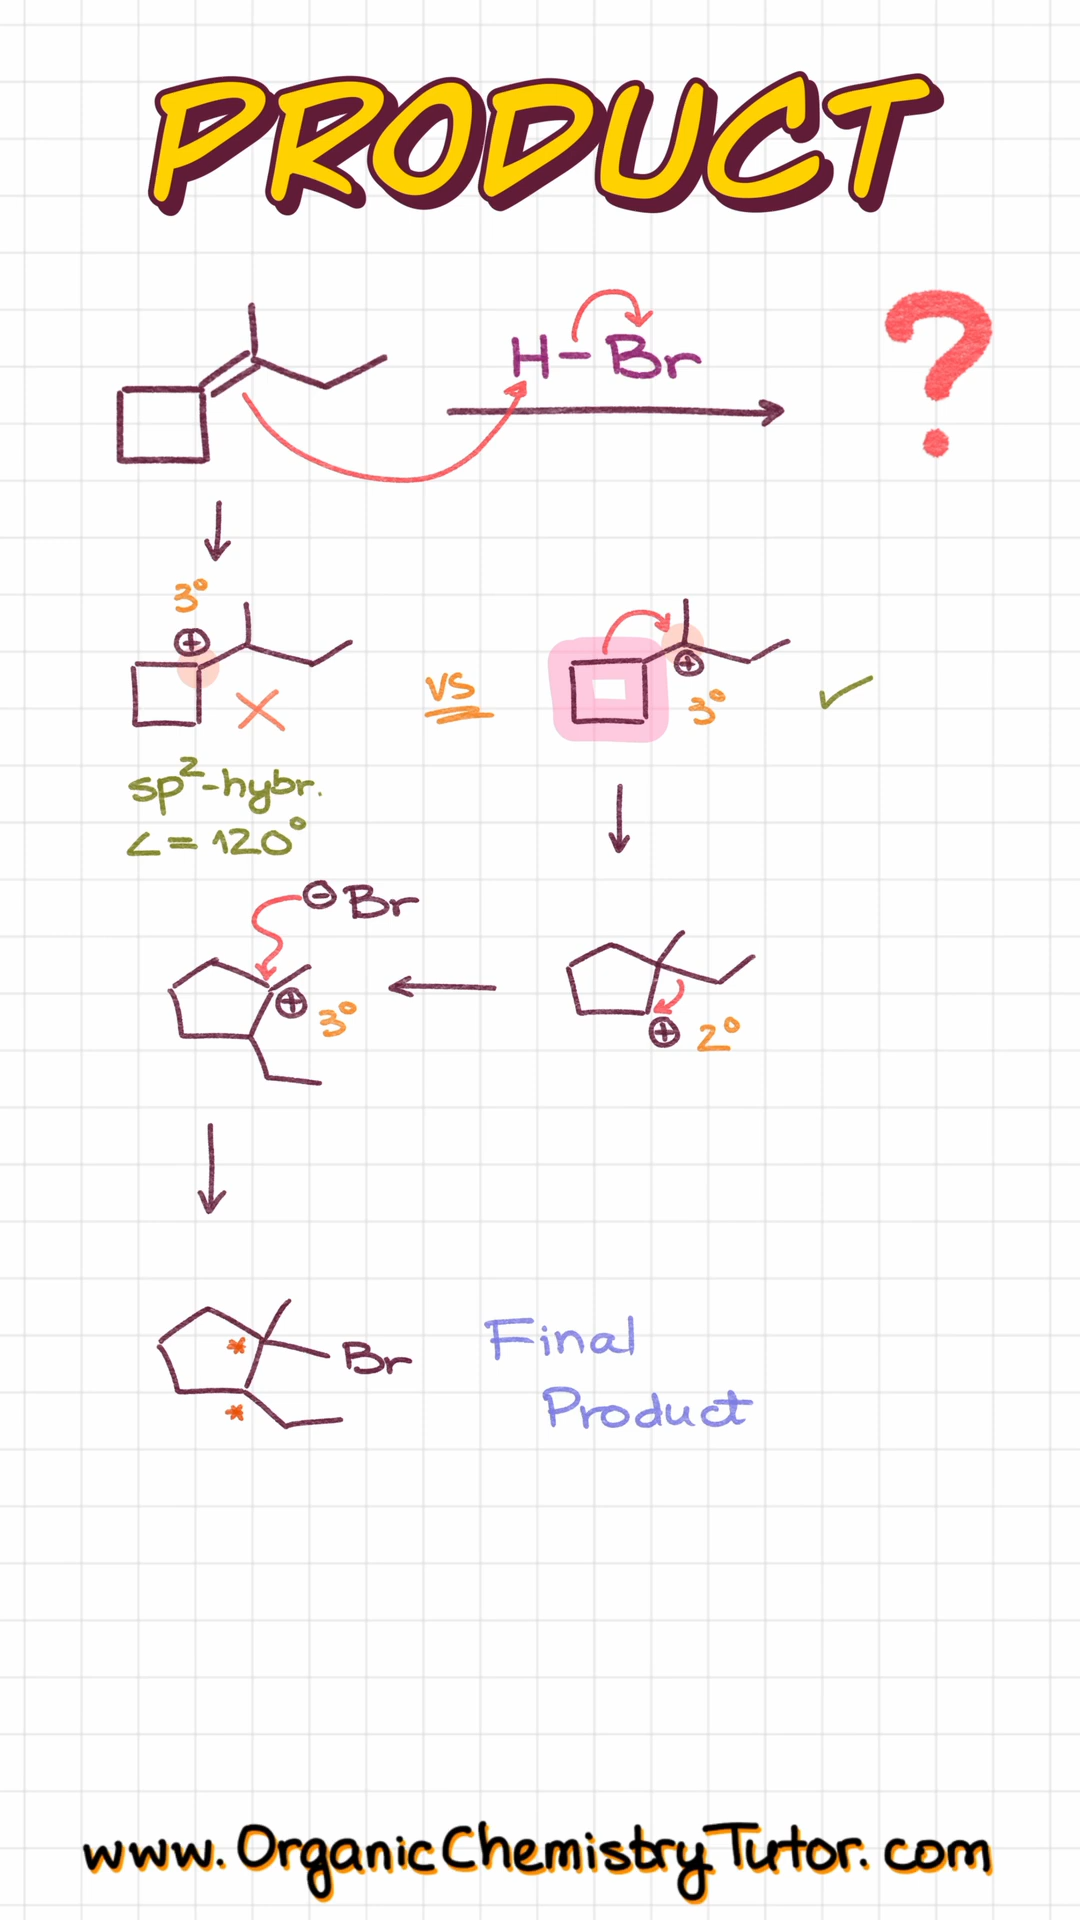 PRODUCT
H-Br
?
3°
⊕
vs
⊕
3°
sp²-hybr.
∠=120°
⊖Br
⊕ 3°
⊕ 2°
* Br
*
Final
Product
www.OrganicChemistryTutor.com